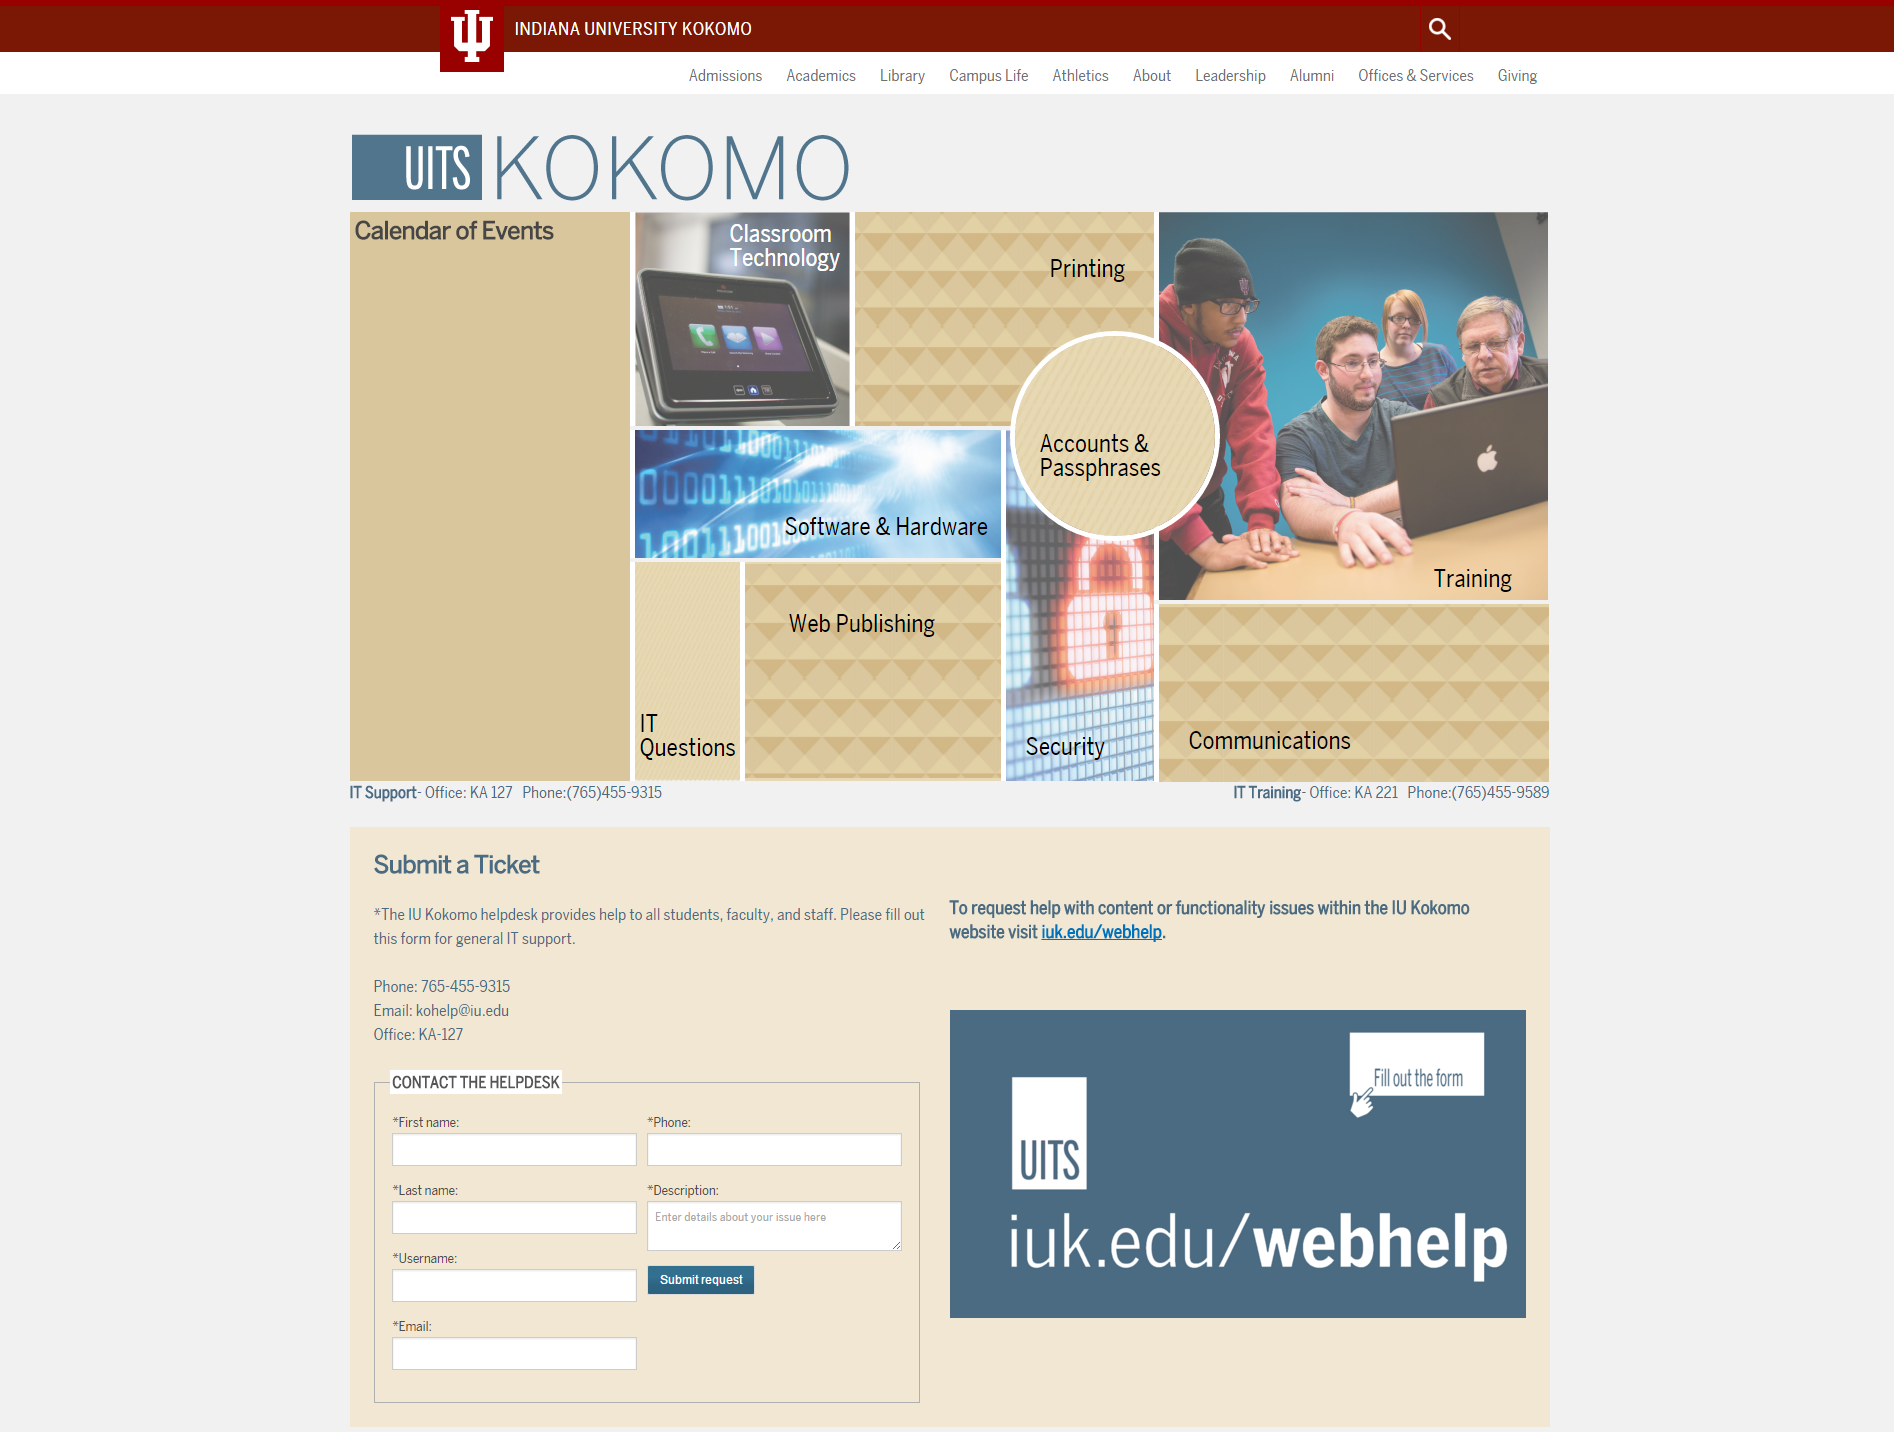 INDIANA UNIVERSITY KOKOMO
Admissions Academics Library Campus Life Athletics About Leadership Alumni Offices & Services Giving
UITS KOKOMO
Calendar of Events
Classroom
Technology
Printing
Accounts &
Passphrases
Software & Hardware
Training
Web Publishing
IT
Questions
Security
Communications
IT Support- Office: KA 127 Phone:(765)455-9315
IT Training- Office: KA 221 Phone:(765)455-9589
Submit a Ticket
*The IU Kokomo helpdesk provides help to all students, faculty, and staff. Please fill out
this form for general IT support.
Phone: 765-455-9315
Email: kohelp@iu.edu
Office: KA-127
CONTACT THE HELPDESK
*First name:
*Last name:
*Username:
*Email:
*Phone:
*Description:
Enter details about your issue here
Submit request
To request help with content or functionality issues within the IU Kokomo
website visit iuk.edu/webhelp.
Fill out the form
UITS
iuk.edu/webhelp